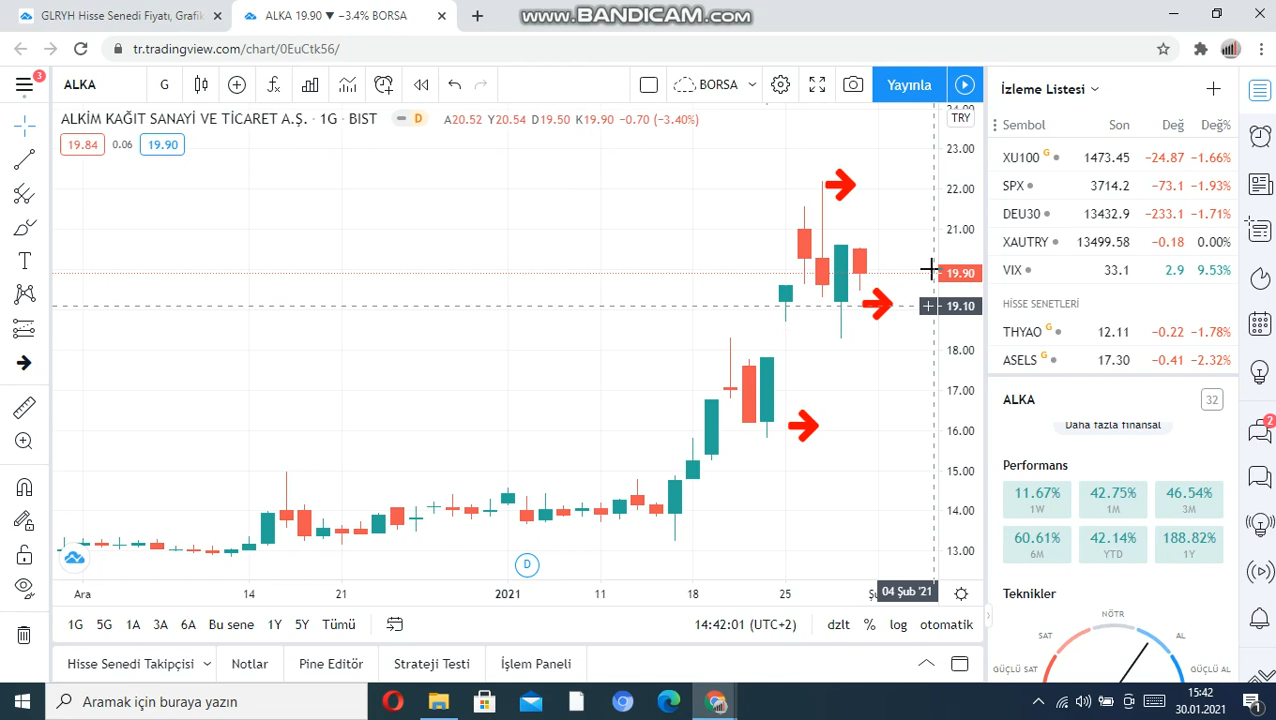 GLRYH Hisse Senedi Fiyatı, Grafik
ALKA 19.90 ▼ −3.4% BORSA
www.BANDICAM.com
tr.tradingview.com/chart/0EuCtk56/
3
ALKA
G
BORSA
Yayınla
İzleme Listesi
ALKİM KAĞIT SANAYİ VE TİCARET A.Ş. · 1G · BIST
D
A20.52 Y20.54 D19.50 K19.90 −0.70 (−3.40%)
19.84
0.06
19.90
TRY
24.00
23.00
22.00
21.00
19.90
19.10
18.00
17.00
16.00
15.00
14.00
13.00
D
Ara
14
21
2021
11
18
25
04 Şub '21
1G
5G
1A
3A
6A
Bu sene
1Y
5Y
Tümü
14:42:01 (UTC+2)
dzlt
%
log
otomatik
Hisse Senedi Takipçisi
Notlar
Pine Editör
Strateji Testi
İşlem Paneli
Sembol Son Değ Değ%
XU100 G 1473.45 −24.87 −1.66%
SPX 3714.2 −73.1 −1.93%
DEU30 13432.9 −233.1 −1.71%
XAUTRY 13499.58 −0.18 0.00%
VIX 33.1 2.9 9.53%
HİSSE SENETLERİ
THYAO G 12.11 −0.22 −1.78%
ASELS G 17.30 −0.41 −2.32%
ALKA
32
Daha fazla finansal
Performans
11.67% 42.75% 46.54%
1W 1M 3M
60.61% 42.14% 188.82%
6M YTD 1Y
Teknikler
NÖTR
SAT
AL
GÜÇLÜ SAT
GÜÇLÜ AL
2
Aramak için buraya yazın
15:42
30.01.2021
1